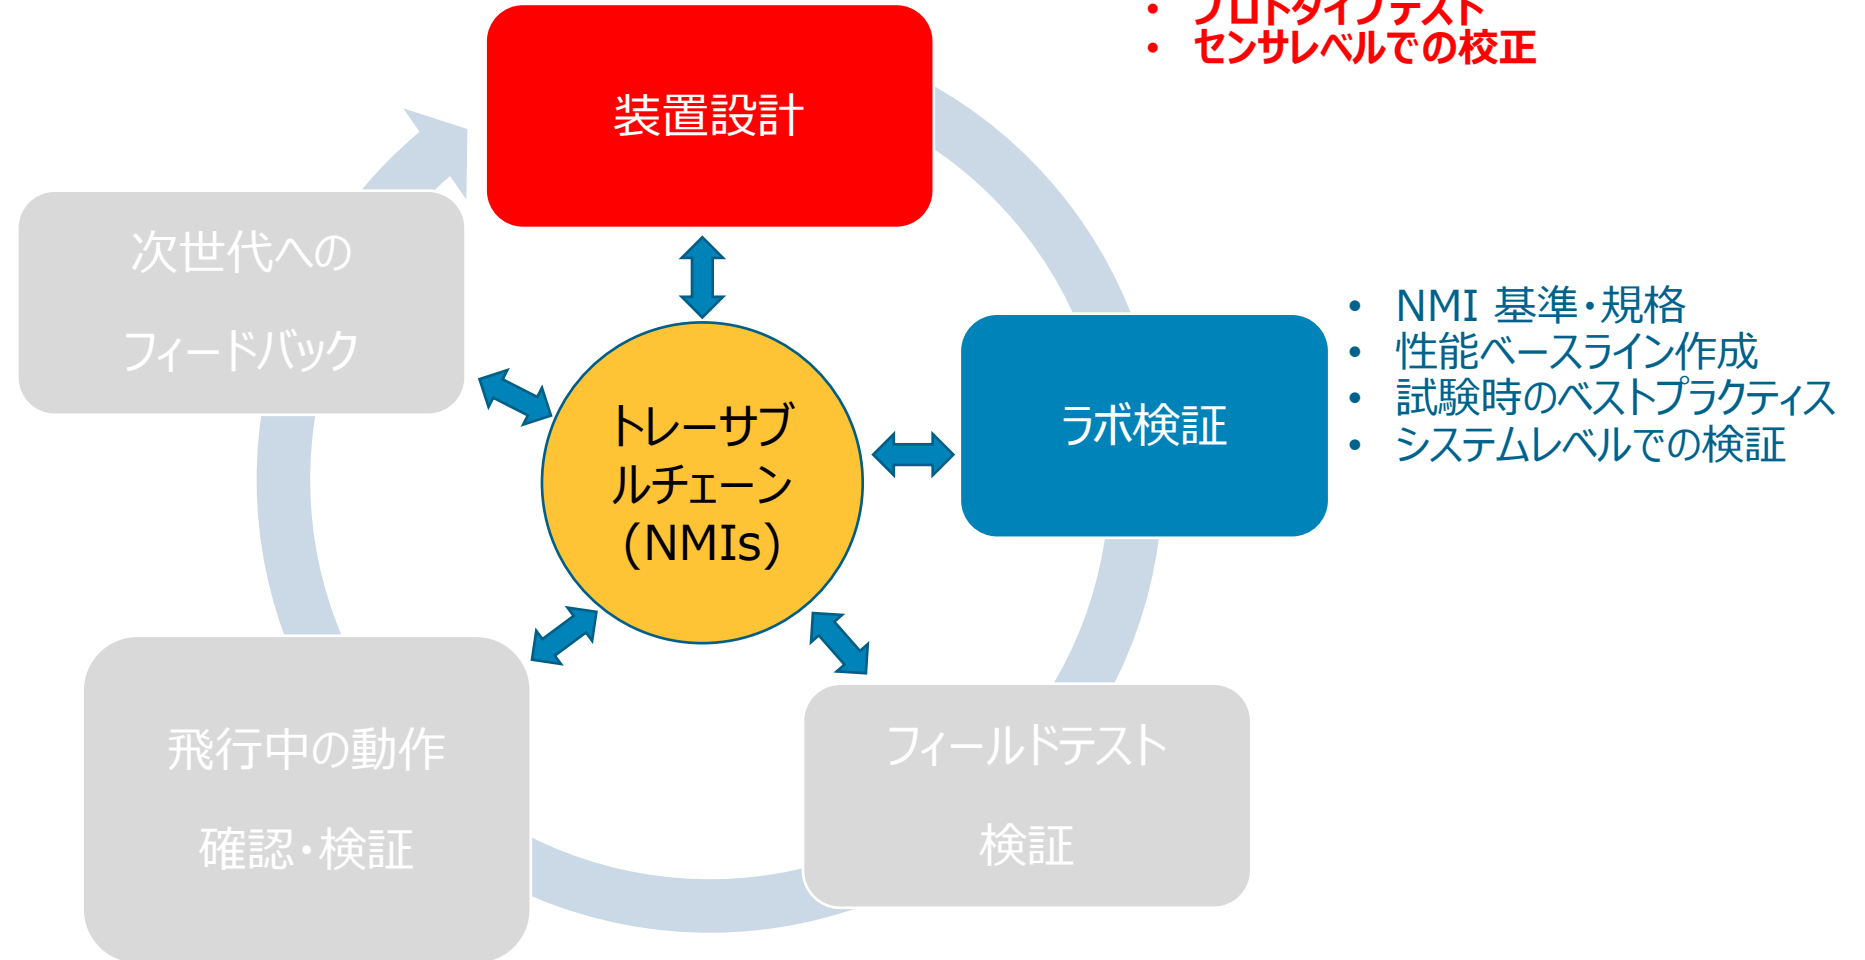 • プロトタイプテスト
• センサレベルでの校正
装置設計
次世代への
フィードバック
• NMI 基準・規格
• 性能ベースライン作成
• 試験時のベストプラクティス
• システムレベルでの検証
ラボ検証
トレーサブ
ルチェーン
(NMIs)
飛行中の動作
確認・検証
フィールドテスト
検証